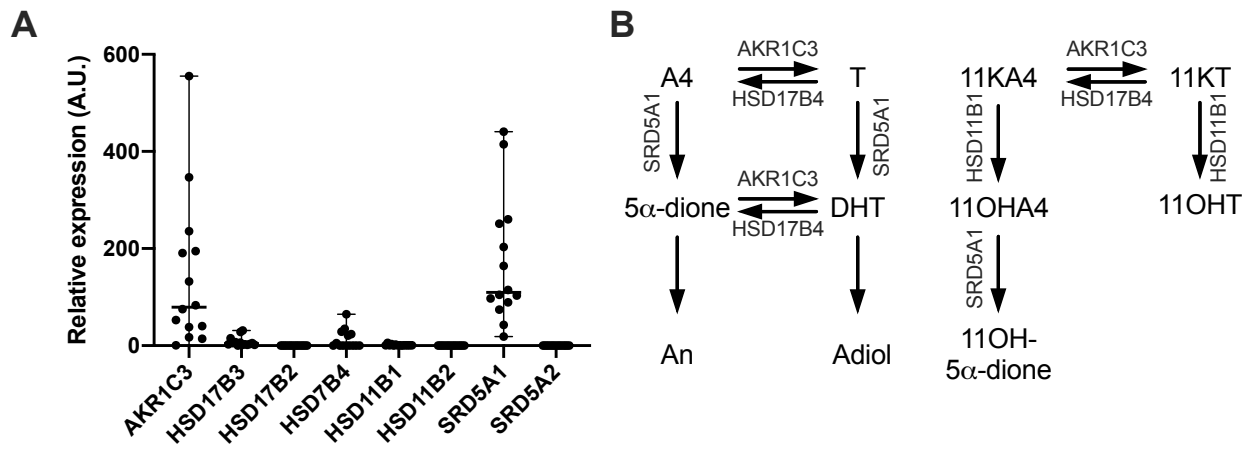 A
Relative expression (A.U.)
600
400
200
0
AKR1C3
HSD17B3
HSD17B2
HSD7B4
HSD11B1
HSD11B2
SRD5A1
SRD5A2
B
A4
AKR1C3
HSD17B4
T
11KA4
AKR1C3
HSD17B4
11KT
SRD5A1
SRD5A1
HSD11B1
HSD11B1
5α-dione
AKR1C3
HSD17B4
DHT
11OHA4
11OHT
SRD5A1
An
Adiol
11OH-
5α-dione